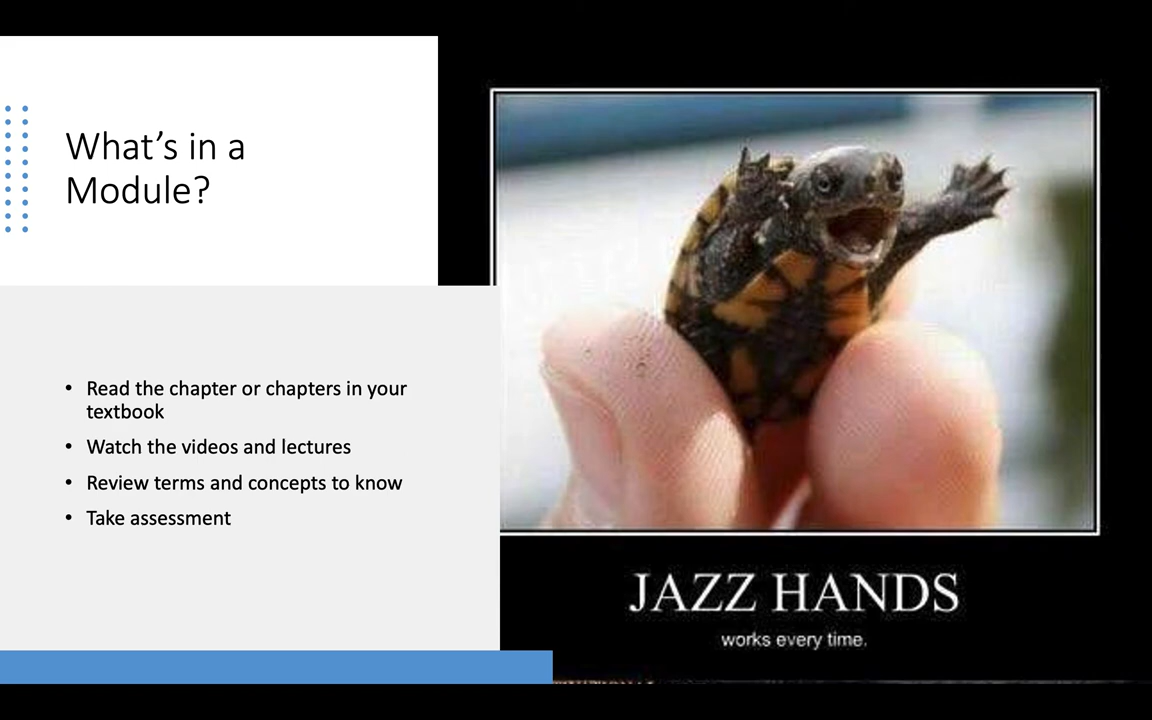 What’s in a
Module?
• Read the chapter or chapters in your
textbook
• Watch the videos and lectures
• Review terms and concepts to know
• Take assessment
JAZZ HANDS
works every time.